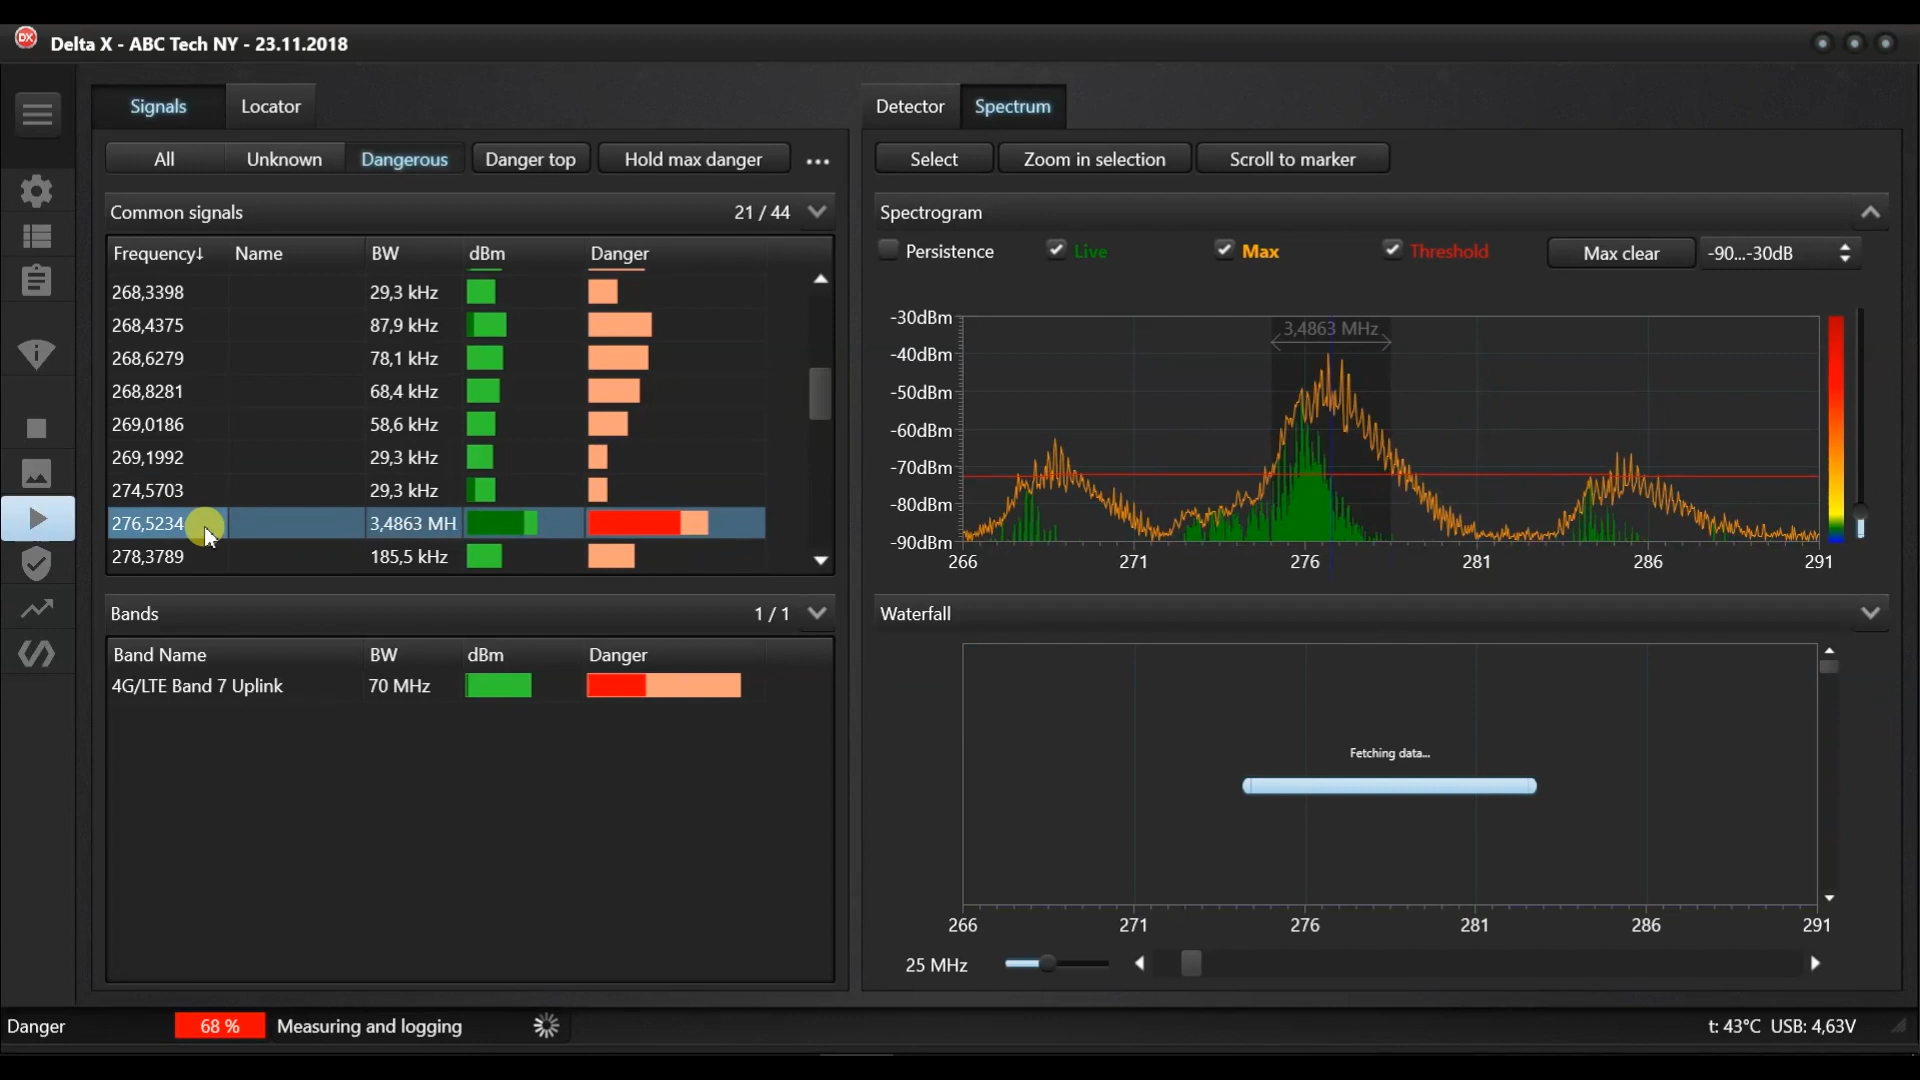 DX
Delta X - ABC Tech NY - 23.11.2018
Signals
Locator
All
Unknown
Dangerous
Danger top
Hold max danger
...
Common signals
21 / 44
Frequency↓ Name BW dBm Danger
268,3398 29,3 kHz
268,4375 87,9 kHz
268,6279 78,1 kHz
268,8281 68,4 kHz
269,0186 58,6 kHz
269,1992 29,3 kHz
274,5703 29,3 kHz
276,5234 3,4863 MH
278,3789 185,5 kHz
Bands
1 / 1
Band Name BW dBm Danger
4G/LTE Band 7 Uplink 70 MHz
Detector
Spectrum
Select
Zoom in selection
Scroll to marker
Spectrogram
Persistence
Live
Max
Threshold
Max clear
-90...-30dB
3,4863 MHz
-30dBm
-40dBm
-50dBm
-60dBm
-70dBm
-80dBm
-90dBm
266 271 276 281 286 291
Waterfall
Fetching data...
266 271 276 281 286 291
25 MHz
Danger
68 %
Measuring and logging
t: 43°C USB: 4,63V